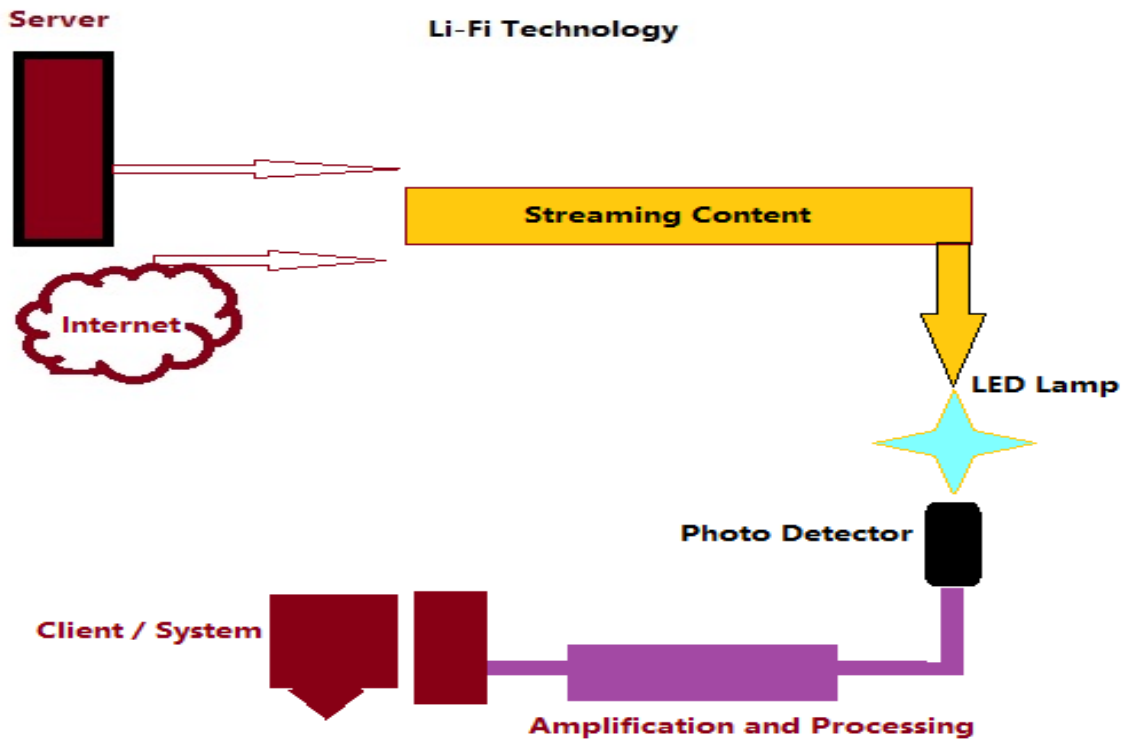 Server
Li-Fi Technology
Streaming Content
Internet
LED Lamp
Photo Detector
Client / System
Amplification and Processing